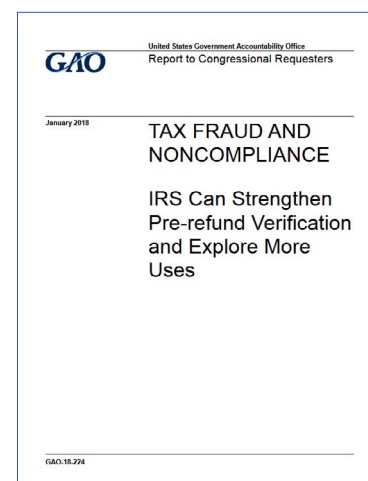 United States Government Accountability Office
GAO
Report to Congressional Requesters
January 2018
TAX FRAUD AND
NONCOMPLIANCE
IRS Can Strengthen
Pre-refund Verification
and Explore More
Uses
GAO-18-224